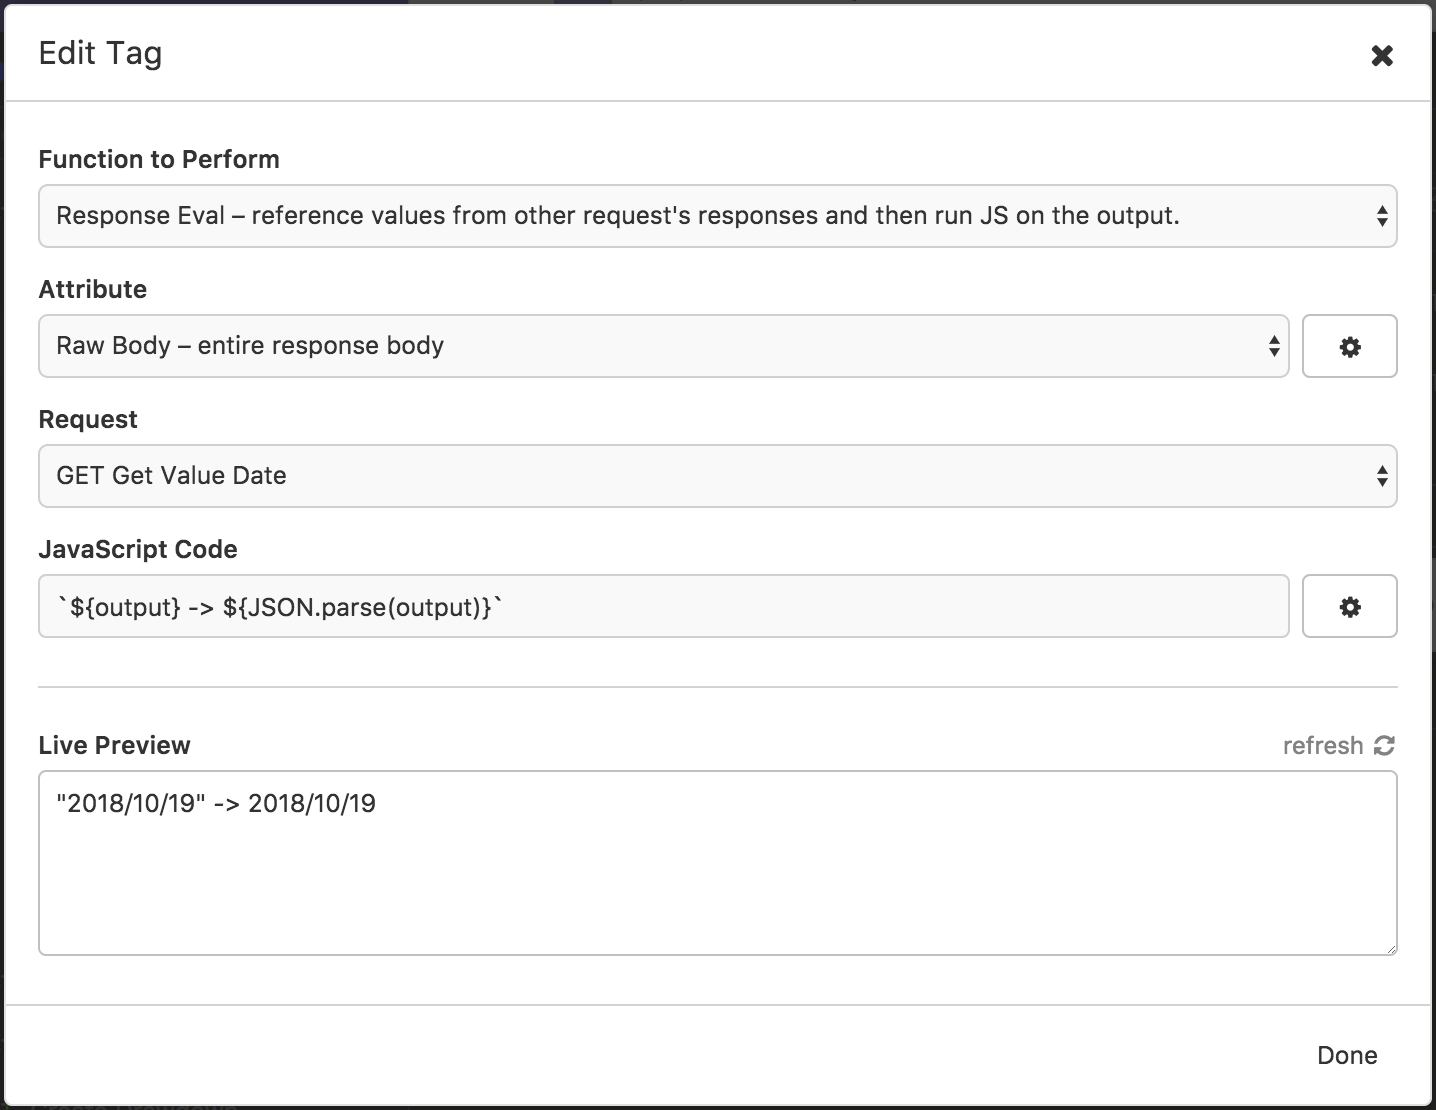 Edit Tag
Function to Perform
Response Eval – reference values from other request's responses and then run JS on the output.
Attribute
Raw Body – entire response body
Request
GET Get Value Date
JavaScript Code
`${output} -> ${JSON.parse(output)}`
Live Preview
refresh
"2018/10/19" -> 2018/10/19
Done